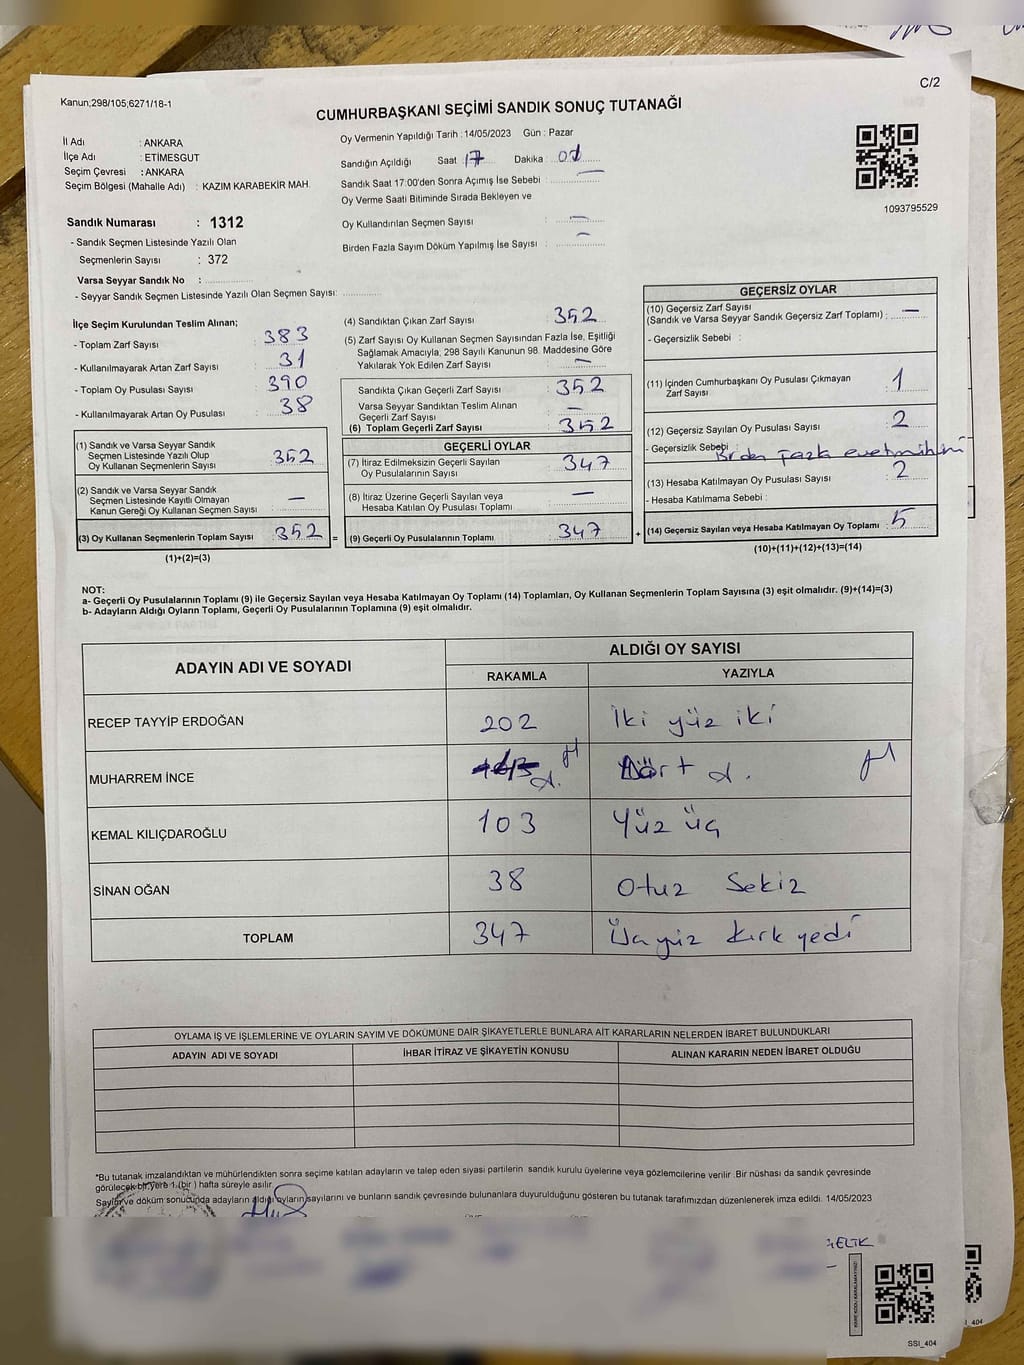 C/2
Kanun;298/105;6271/18-1
CUMHURBAŞKANI SEÇİMİ SANDIK SONUÇ TUTANAĞI
İl Adı : ANKARA
İlçe Adı : ETİMESGUT
Seçim Çevresi : ANKARA
Seçim Bölgesi (Mahalle Adı) : KAZIM KARABEKİR MAH.
Sandık Numarası : 1312
- Sandık Seçmen Listesinde Yazılı Olan
Seçmenlerin Sayısı : 372
Varsa Seyyar Sandık No :
- Seyyar Sandık Seçmen Listesinde Yazılı Olan Seçmen Sayısı:
Oy Vermenin Yapıldığı Tarih :14/05/2023 Gün : Pazar
Sandığın Açıldığı Saat 17 Dakika
Sandık Saat 17:00'den Sonra Açımış İse Sebebi : —
Oy Verme Saati Bitiminde Sırada Bekleyen ve
Oy Kullandırılan Seçmen Sayısı : —
Birden Fazla Sayım Döküm Yapılmış İse Sayısı : —
1093795529
İlçe Seçim Kurulundan Teslim Alınan;
- Toplam Zarf Sayısı : 383
- Kullanılmayarak Artan Zarf Sayısı : 31
- Toplam Oy Pusulası Sayısı : 390
- Kullanılmayarak Artan Oy Pusulası : 38
(1) Sandık ve Varsa Seyyar Sandık
Seçmen Listesinde Yazılı Olup
Oy Kullanan Seçmenlerin Sayısı : 352
(2) Sandık ve Varsa Seyyar Sandık
Seçmen Listesinde Kayıtlı Olmayan
Kanun Gereği Oy Kullanan Seçmen Sayısı : —
(3) Oy Kullanan Seçmenlerin Toplam Sayısı : 352 =
(1)+(2)=(3)
(4) Sandıktan Çıkan Zarf Sayısı : 352
(5) Zarf Sayısı Oy Kullanan Seçmen Sayısından Fazla İse, Eşitliği
Sağlamak Amacıyla, 298 Sayılı Kanunun 98. Maddesine Göre
Yakılarak Yok Edilen Zarf Sayısı : —
Sandıkta Çıkan Geçerli Zarf Sayısı : 352
Varsa Seyyar Sandıktan Teslim Alınan
Geçerli Zarf Sayısı : —
(6) Toplam Geçerli Zarf Sayısı : 352
GEÇERLİ OYLAR
(7) İtiraz Edilmeksizin Geçerli Sayılan
Oy Pusulalarının Sayısı : 347
(8) İtiraz Üzerine Geçerli Sayılan veya
Hesaba Katılan Oy Pusulası Toplamı : —
(9) Geçerli Oy Pusulalarının Toplamı : 347 +
GEÇERSİZ OYLAR
(10) Geçersiz Zarf Sayısı
(Sandık ve Varsa Seyyar Sandık Geçersiz Zarf Toplamı) : —
- Geçersizlik Sebebi :
(11) İçinden Cumhurbaşkanı Oy Pusulası Çıkmayan
Zarf Sayısı : 1
(12) Geçersiz Sayılan Oy Pusulası Sayısı : 2
- Geçersizlik Sebebi : Birden fazla
(13) Hesaba Katılmayan Oy Pusulası Sayısı : 2
- Hesaba Katılmama Sebebi :
(14) Geçersiz Sayılan veya Hesaba Katılmayan Oy Toplamı : 5
(10)+(11)+(12)+(13)=(14)
NOT:
a- Geçerli Oy Pusulalarının Toplamı (9) ile Geçersiz Sayılan veya Hesaba Katılmayan Oy Toplamı (14) Toplamları, Oy Kullanan Seçmenlerin Toplam Sayısına (3) eşit olmalıdır. (9)+(14)=(3)
b- Adayların Aldığı Oyların Toplamı, Geçerli Oy Pusulalarının Toplamına (9) eşit olmalıdır.
ADAYIN ADI VE SOYADI ALDIĞI OY SAYISI
RAKAMLA YAZIYLA
RECEP TAYYİP ERDOĞAN 202 İki yüz iki
MUHARREM İNCE Dört
KEMAL KILIÇDAROĞLU 103 Yüz üç
SİNAN OĞAN 38 Otuz Sekiz
TOPLAM 347 Üçyüz kırk yedi
OYLAMA İŞ VE İŞLEMLERİNE VE OYLARIN SAYIM VE DÖKÜMÜNE DAİR ŞİKAYETLERLE BUNLARA AİT KARARLARIN NELERDEN İBARET BULUNDUKLARI
ADAYIN ADI VE SOYADI İHBAR İTİRAZ VE ŞİKAYETİN KONUSU ALINAN KARARIN NEDEN İBARET OLDUĞU
*Bu tutanak imzalandıktan ve mühürlendikten sonra seçime katılan adayların ve talep eden siyasi partilerin sandık kurulu üyelerine veya gözlemcilerine verilir. Bir nüshası da sandık çevresinde
görülecek bir yere 1 (bir) hafta süreyle asılır.
Sayım ve döküm sonucunda adayların aldığı oyların sayılarını ve bunların sandık çevresinde bulunanlara duyurulduğunu gösteren bu tutanak tarafımızdan düzenlenerek imza edildi. 14/05/2023
SSI_404